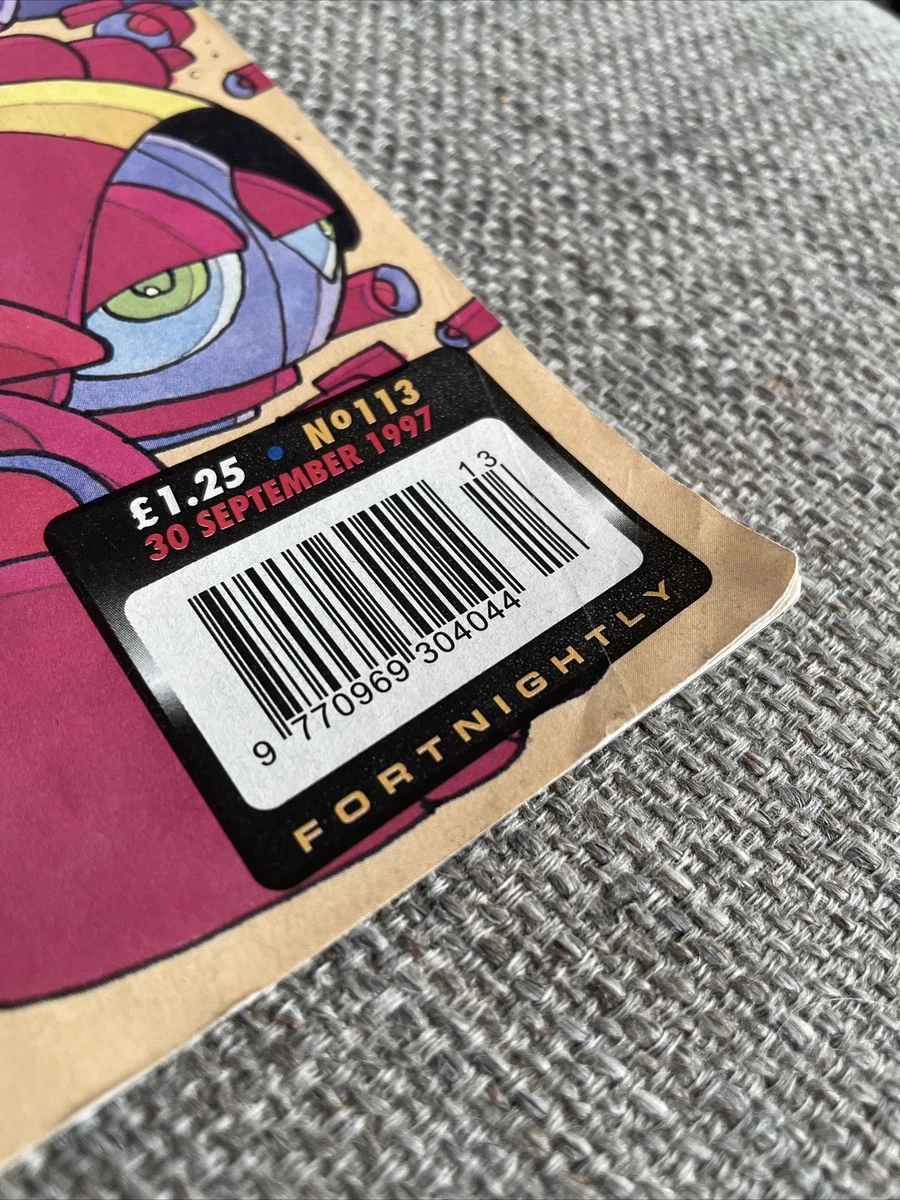 £1.25 • Nº113
30 SEPTEMBER 1997
13
9 770969 304044
FORTNIGHTLY